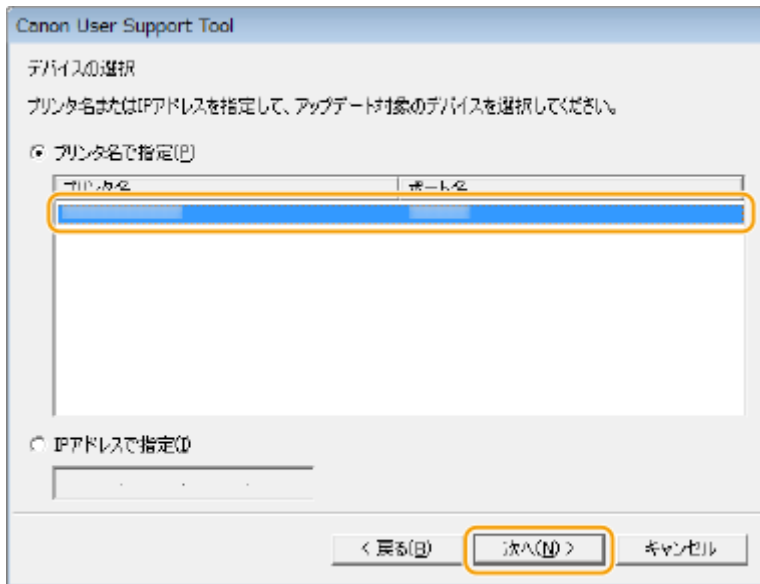 Canon User Support Tool
デバイスの選択
プリンタ名またはIPアドレスを指定して、アップデート対象のデバイスを選択してください。
プリンタ名で指定(P)
プリンタ名 ポート名
IPアドレスで指定(I)
< 戻る(B) 次へ(N) > キャンセル